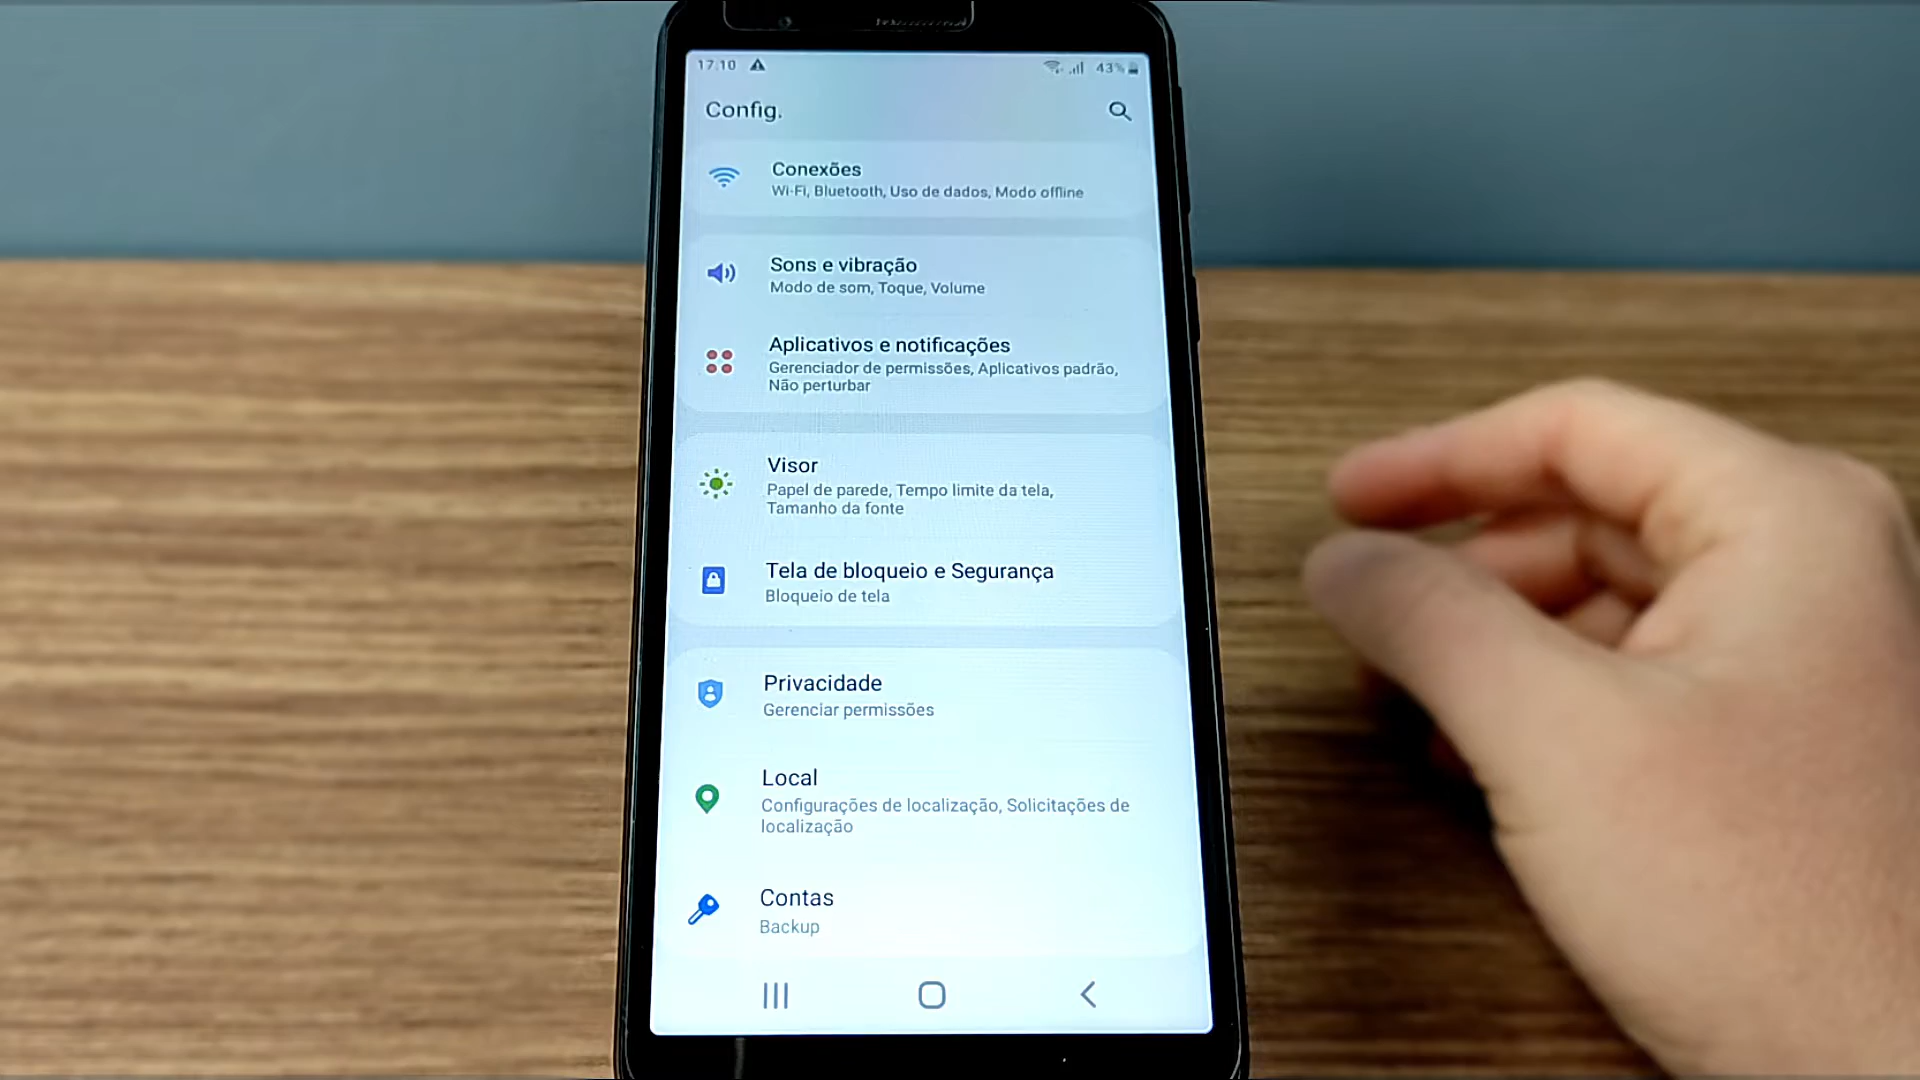 17:10
43%
Config.
Conexões
Wi-Fi, Bluetooth, Uso de dados, Modo offline
Sons e vibração
Modo de som, Toque, Volume
Aplicativos e notificações
Gerenciador de permissões, Aplicativos padrão,
Não perturbar
Visor
Papel de parede, Tempo limite da tela,
Tamanho da fonte
Tela de bloqueio e Segurança
Bloqueio de tela
Privacidade
Gerenciar permissões
Local
Configurações de localização, Solicitações de
localização
Contas
Backup